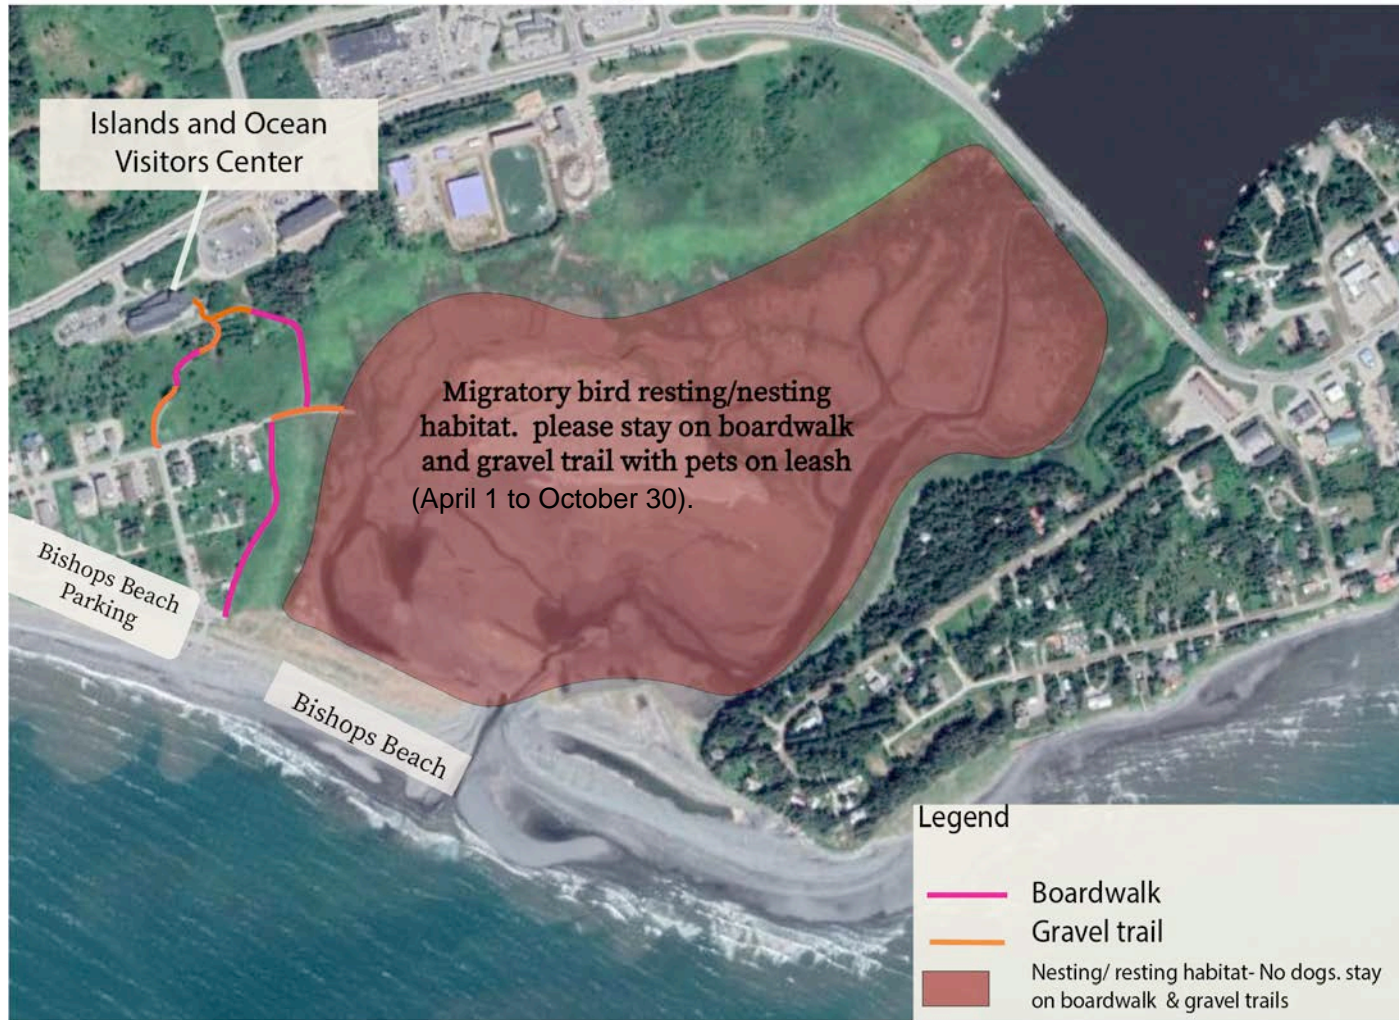 Islands and Ocean
Visitors Center
Migratory bird resting/nesting
habitat. please stay on boardwalk
and gravel trail with pets on leash
(April 1 to October 30).
Bishops Beach
Parking
Bishops Beach
Legend
Boardwalk
Gravel trail
Nesting/ resting habitat- No dogs. stay
on boardwalk & gravel trails